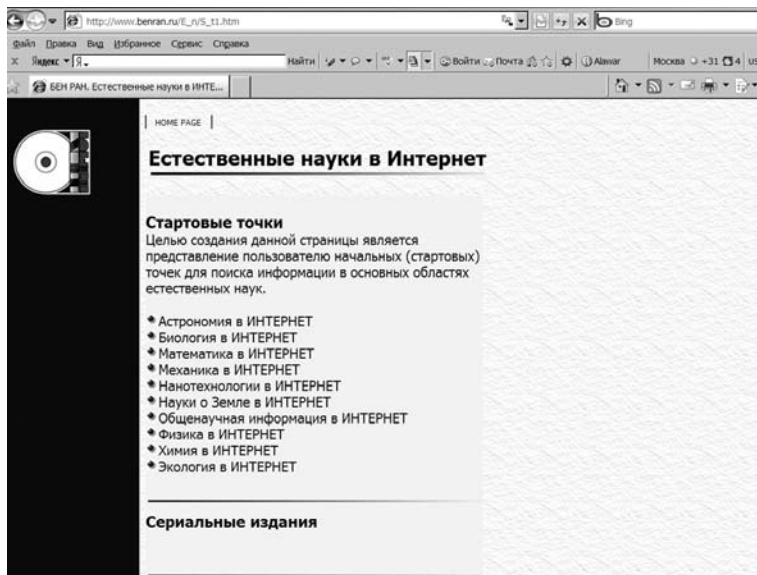 http://www.benran.ru/E_n/S_t1.htm
Bing
Файл Правка Вид Избранное Сервис Справка
x Яндекс Я. Найти Войти Почта Alawar Москва +31 4
БЕН РАН. Естественные науки в ИНТЕ...
| HOME PAGE |
Естественные науки в Интернет
Стартовые точки
Целью создания данной страницы является
представление пользователю начальных (стартовых)
точек для поиска информации в основных областях
естественных наук.
Астрономия в ИНТЕРНЕТ
Биология в ИНТЕРНЕТ
Математика в ИНТЕРНЕТ
Механика в ИНТЕРНЕТ
Нанотехнологии в ИНТЕРНЕТ
Науки о Земле в ИНТЕРНЕТ
Общенаучная информация в ИНТЕРНЕТ
Физика в ИНТЕРНЕТ
Химия в ИНТЕРНЕТ
Экология в ИНТЕРНЕТ
Сериальные издания